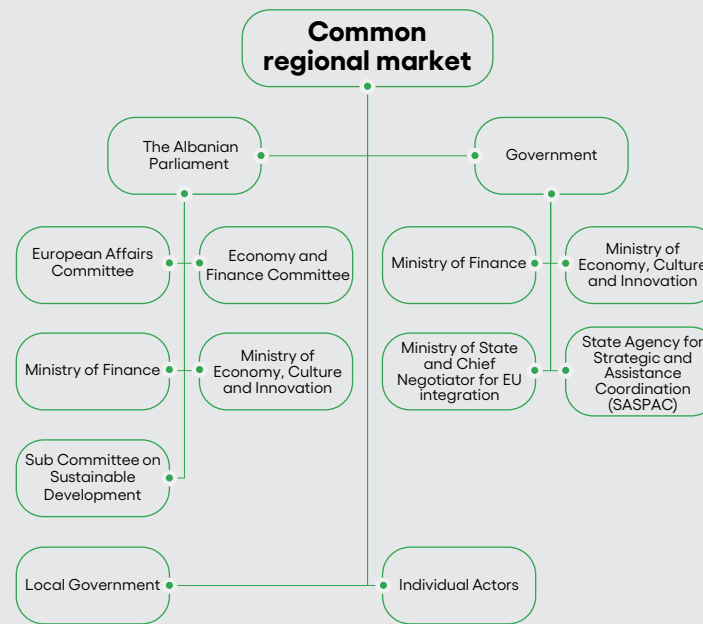 Common
regional market
The Albanian
Parliament
Government
European Affairs
Committee
Economy and
Finance Committee
Ministry of Finance
Ministry of
Economy, Culture
and Innovation
Ministry of Finance
Ministry of
Economy, Culture
and Innovation
Ministry of State
and Chief
Negotiator for EU
integration
State Agency for
Strategic and
Assistance
Coordination
(SASPAC)
Sub Committee on
Sustainable
Development
Local Government
Individual Actors